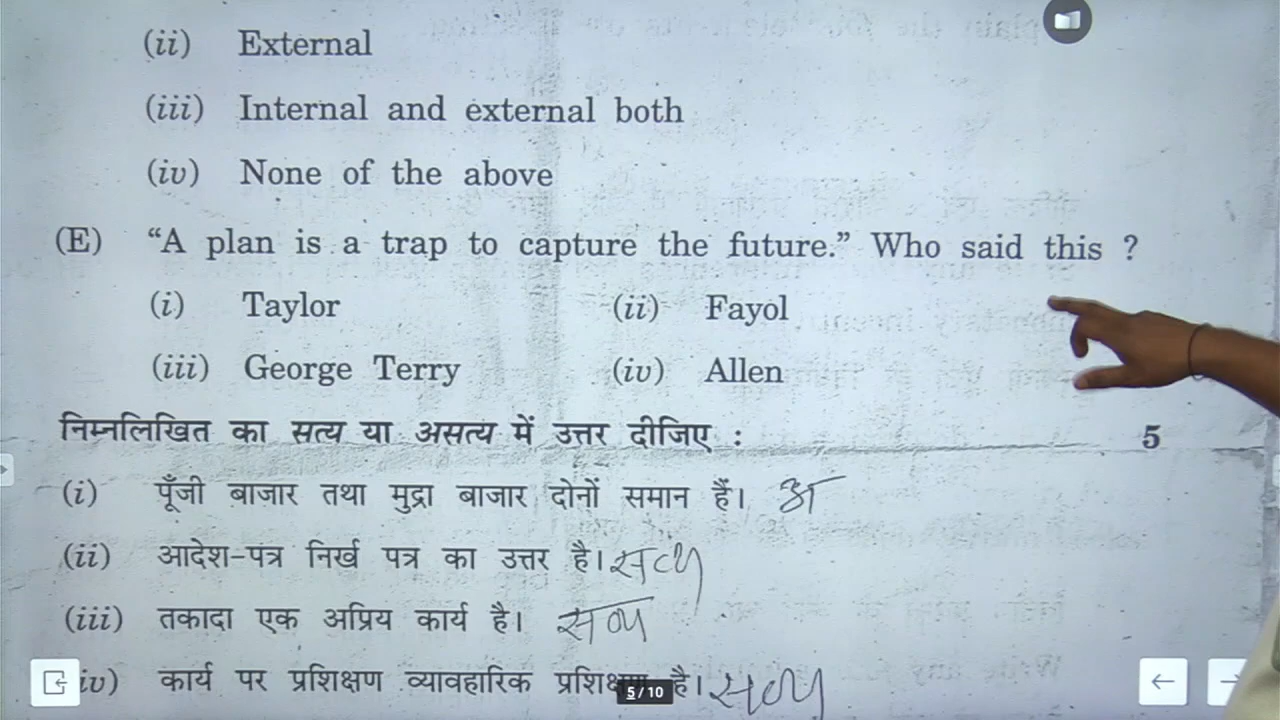 (ii) External
(iii) Internal and external both
(iv) None of the above
(E) “A plan is a trap to capture the future.” Who said this ?
(i) Taylor (ii) Fayol
(iii) George Terry (iv) Allen
निम्नलिखित का सत्य या असत्य में उत्तर दीजिए : 5
(i) पूँजी बाजार तथा मुद्रा बाजार दोनों समान हैं। अ
(ii) आदेश-पत्र निर्ख पत्र का उत्तर है। सत्य
(iii) तकादा एक अप्रिय कार्य है। सत्य
iv) कार्य पर प्रशिक्षण व्यावहारिक प्रशिक्षण है। सत्य
5 / 10